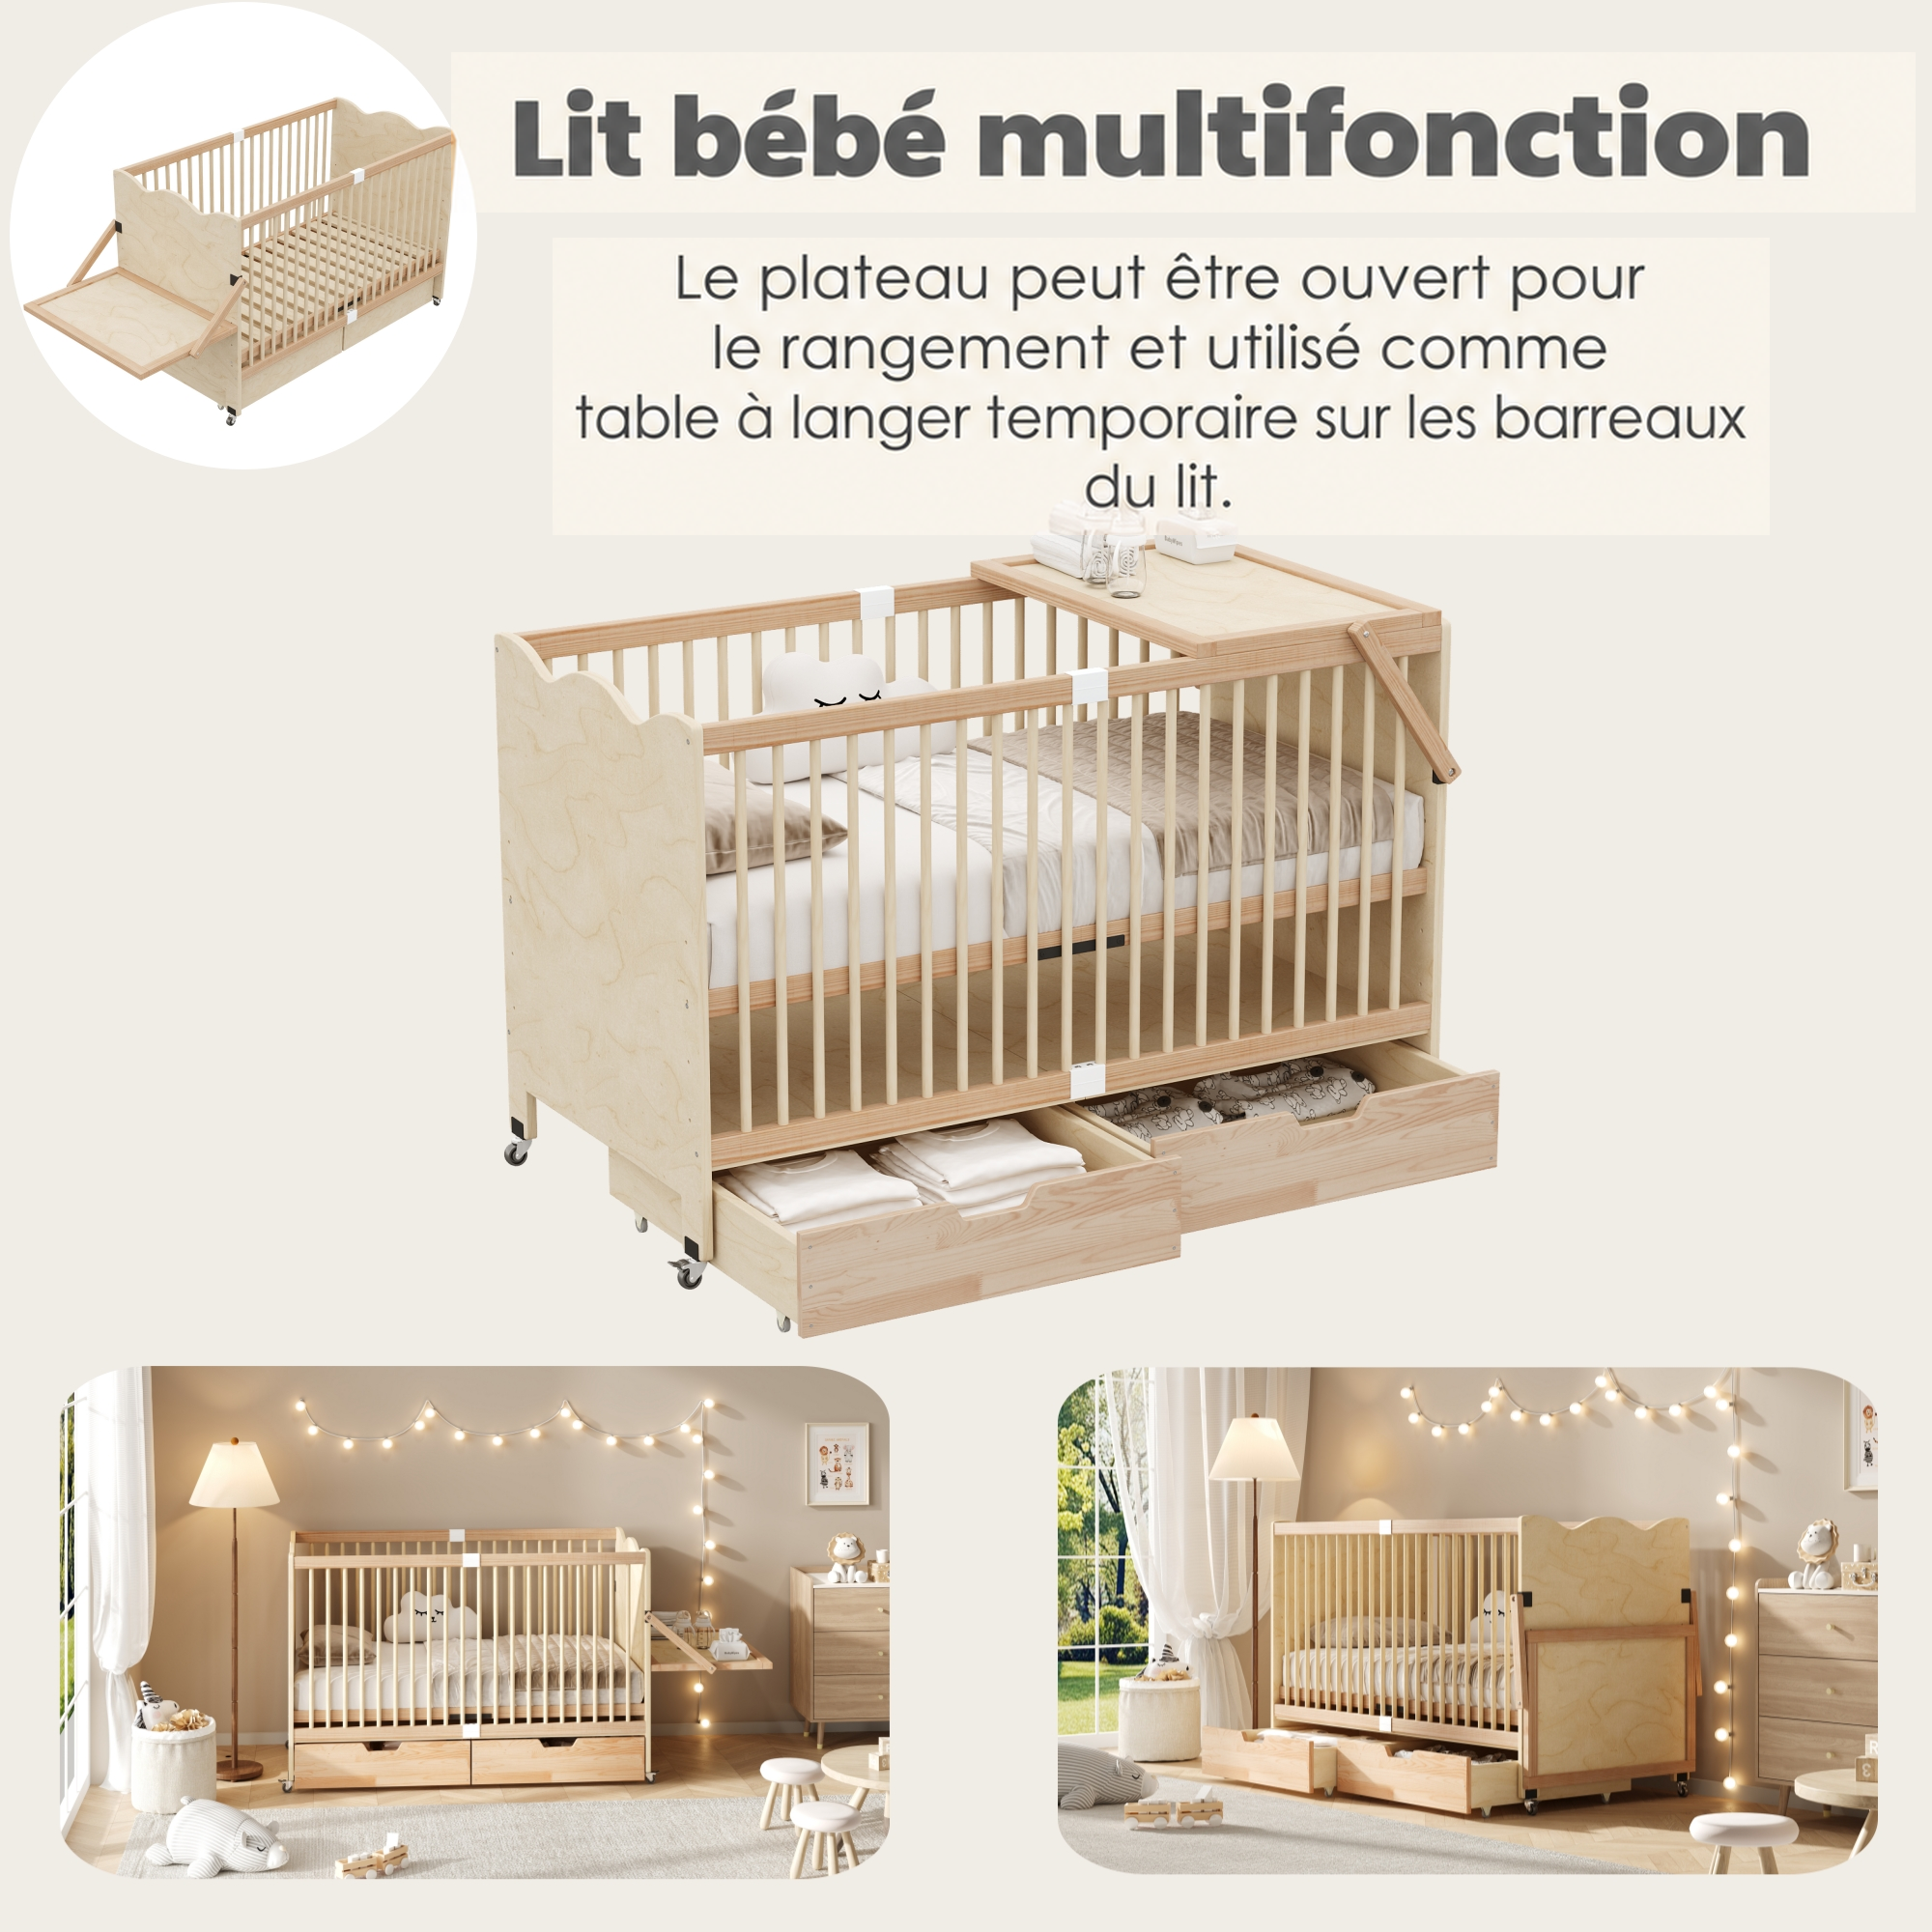 Lit bébé multifonction
Le plateau peut être ouvert pour
le rangement et utilisé comme
table à langer temporaire sur les barreaux
du lit.